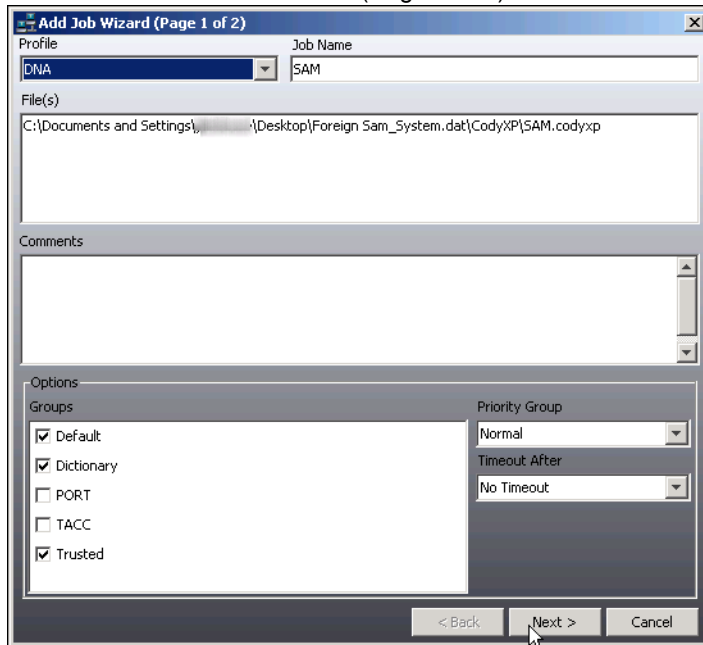 Add Job Wizard (Page 1 of 2)
Profile
Job Name
DNA
SAM
File(s)
C:\Documents and Settings\ \Desktop\Foreign Sam_System.dat\CodyXP\SAM.codyxp
Comments
Options
Groups
Priority Group
Default
Normal
Dictionary
Timeout After
PORT
No Timeout
TACC
Trusted
< Back
Next >
Cancel